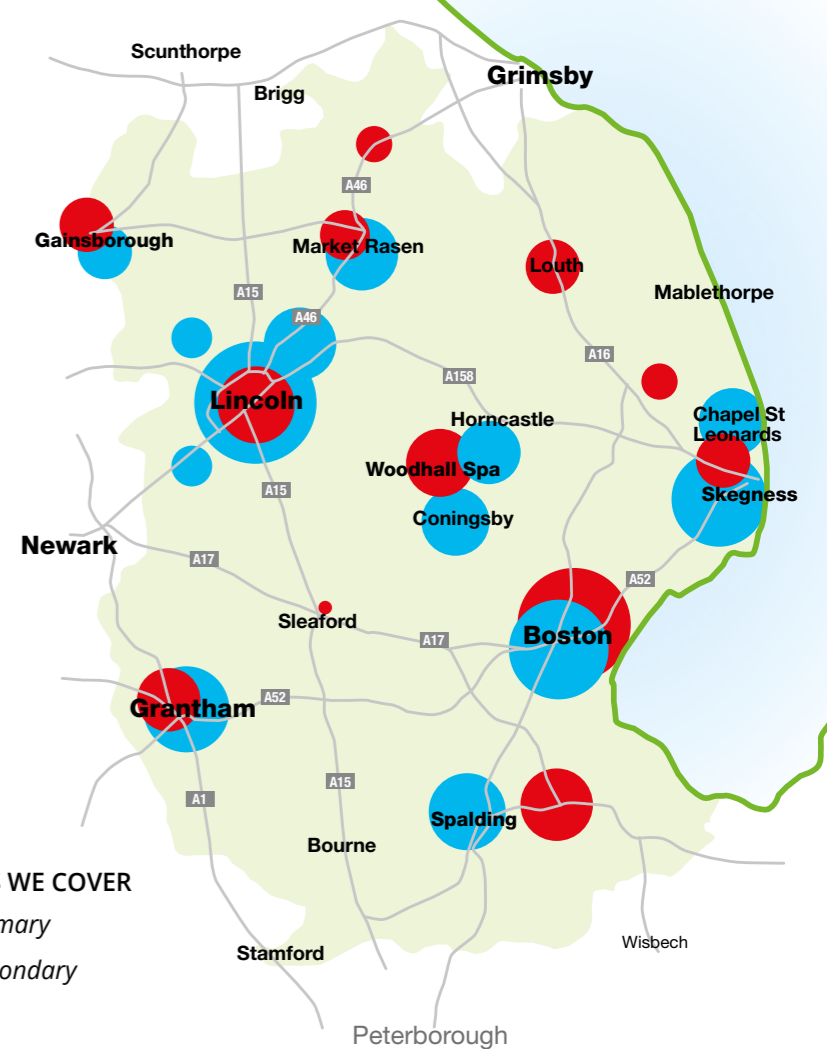 Scunthorpe
Grimsby
Brigg
A46
Gainsborough
Market Rasen
Louth
Mablethorpe
A15
A46
A16
A158
Lincoln
Chapel St
Leonards
Horncastle
Woodhall Spa
A15
Skegness
Coningsby
Newark
A17
A52
Sleaford
A17
Boston
A52
Grantham
A15
A1
Spalding
Bourne
WE COVER
Stamford
Wisbech
Peterborough